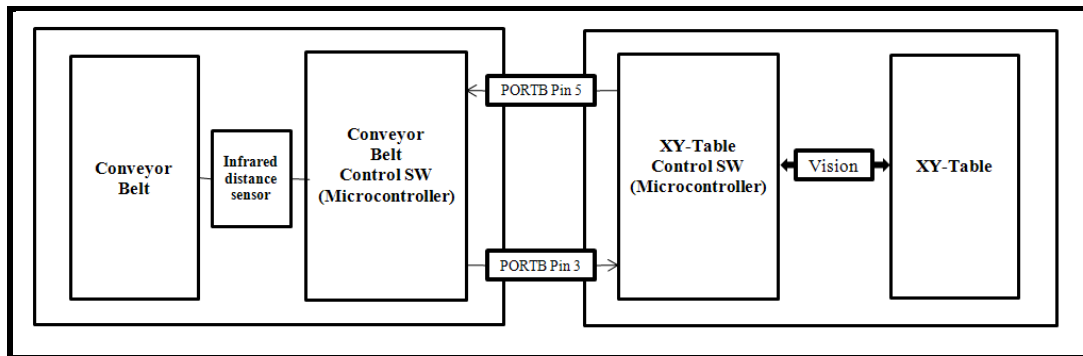 Conveyor
Belt
Infrared
distance
sensor
Conveyor
Belt
Control SW
(Microcontroller)
PORTB Pin 5
PORTB Pin 3
XY-Table
Control SW
(Microcontroller)
Vision
XY-Table